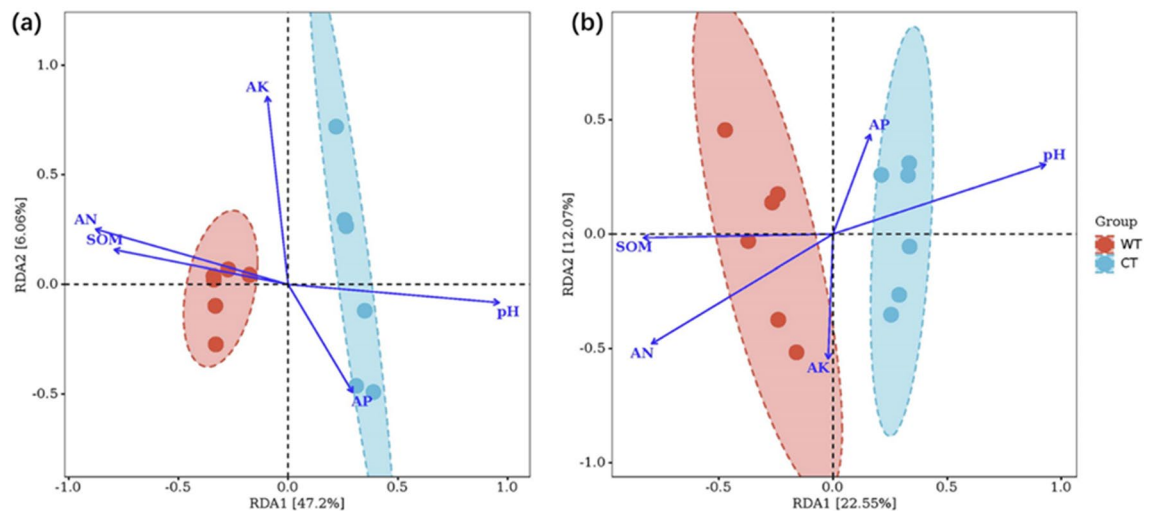 (a)
1.0
0.5
0.0
-0.5
RDA2 [6.06%]
AK
AN
SOM
pH
AP
-1.0 -0.5 0.0 0.5 1.0
RDA1 [47.2%]
(b)
0.5
0.0
-0.5
-1.0
RDA2 [12.07%]
AP
pH
SOM
AN
AK
-0.5 0.0 0.5 1.0
RDA1 [22.55%]
Group
WT
CT